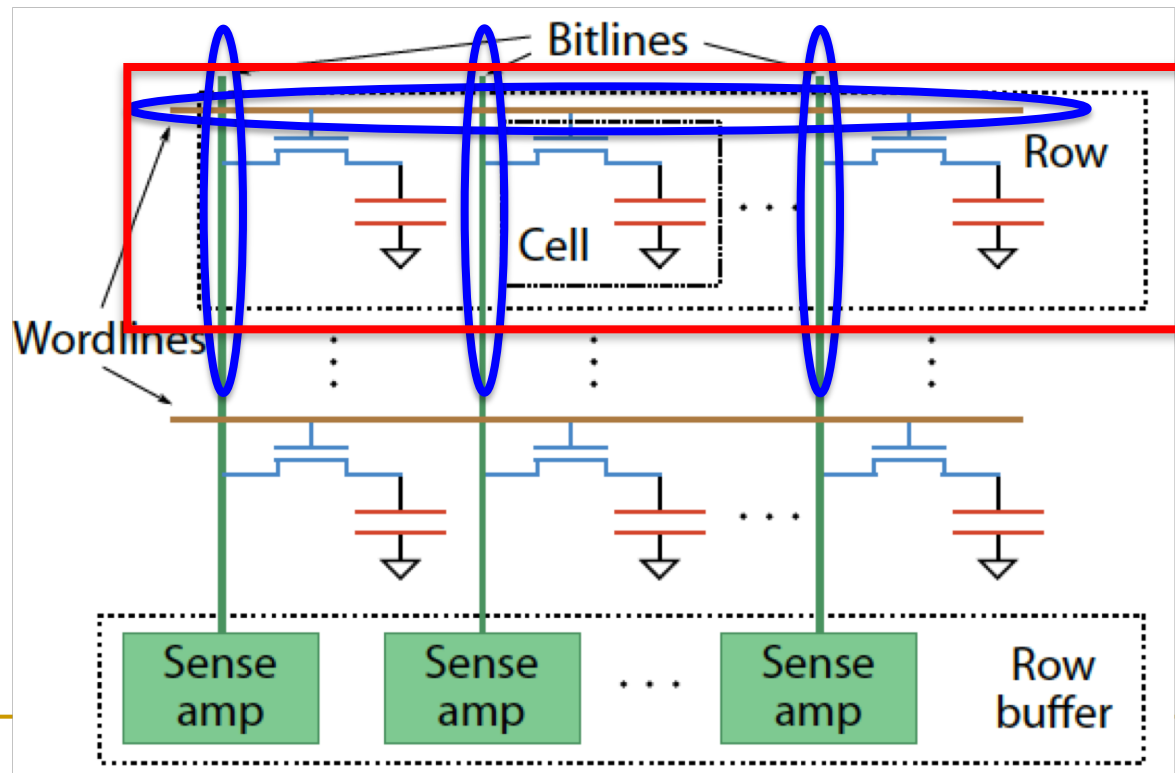 Bitlines
Row
Cell
Wordlines
Sense
amp
Sense
amp
Sense
amp
Row
buffer